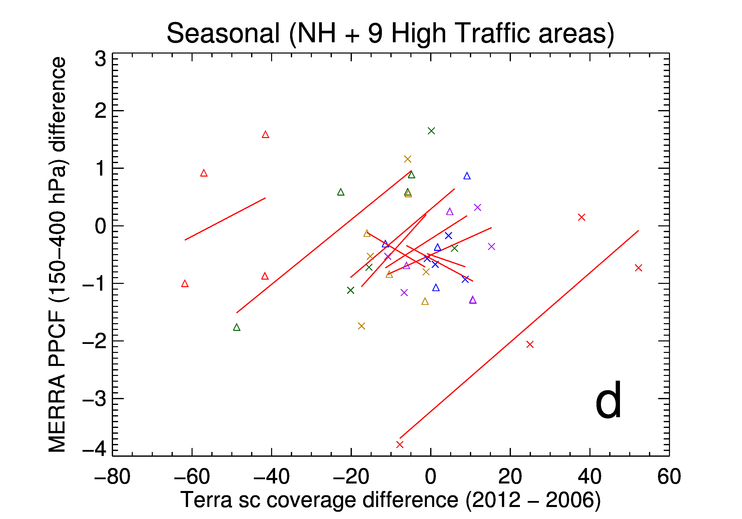 Seasonal (NH + 9 High Traffic areas)
MERRA PPCF (150−400 hPa) difference
3
2
1
0
−1
−2
−3
−4
d
−80 −60 −40 −20 0 20 40 60
Terra sc coverage difference (2012 − 2006)